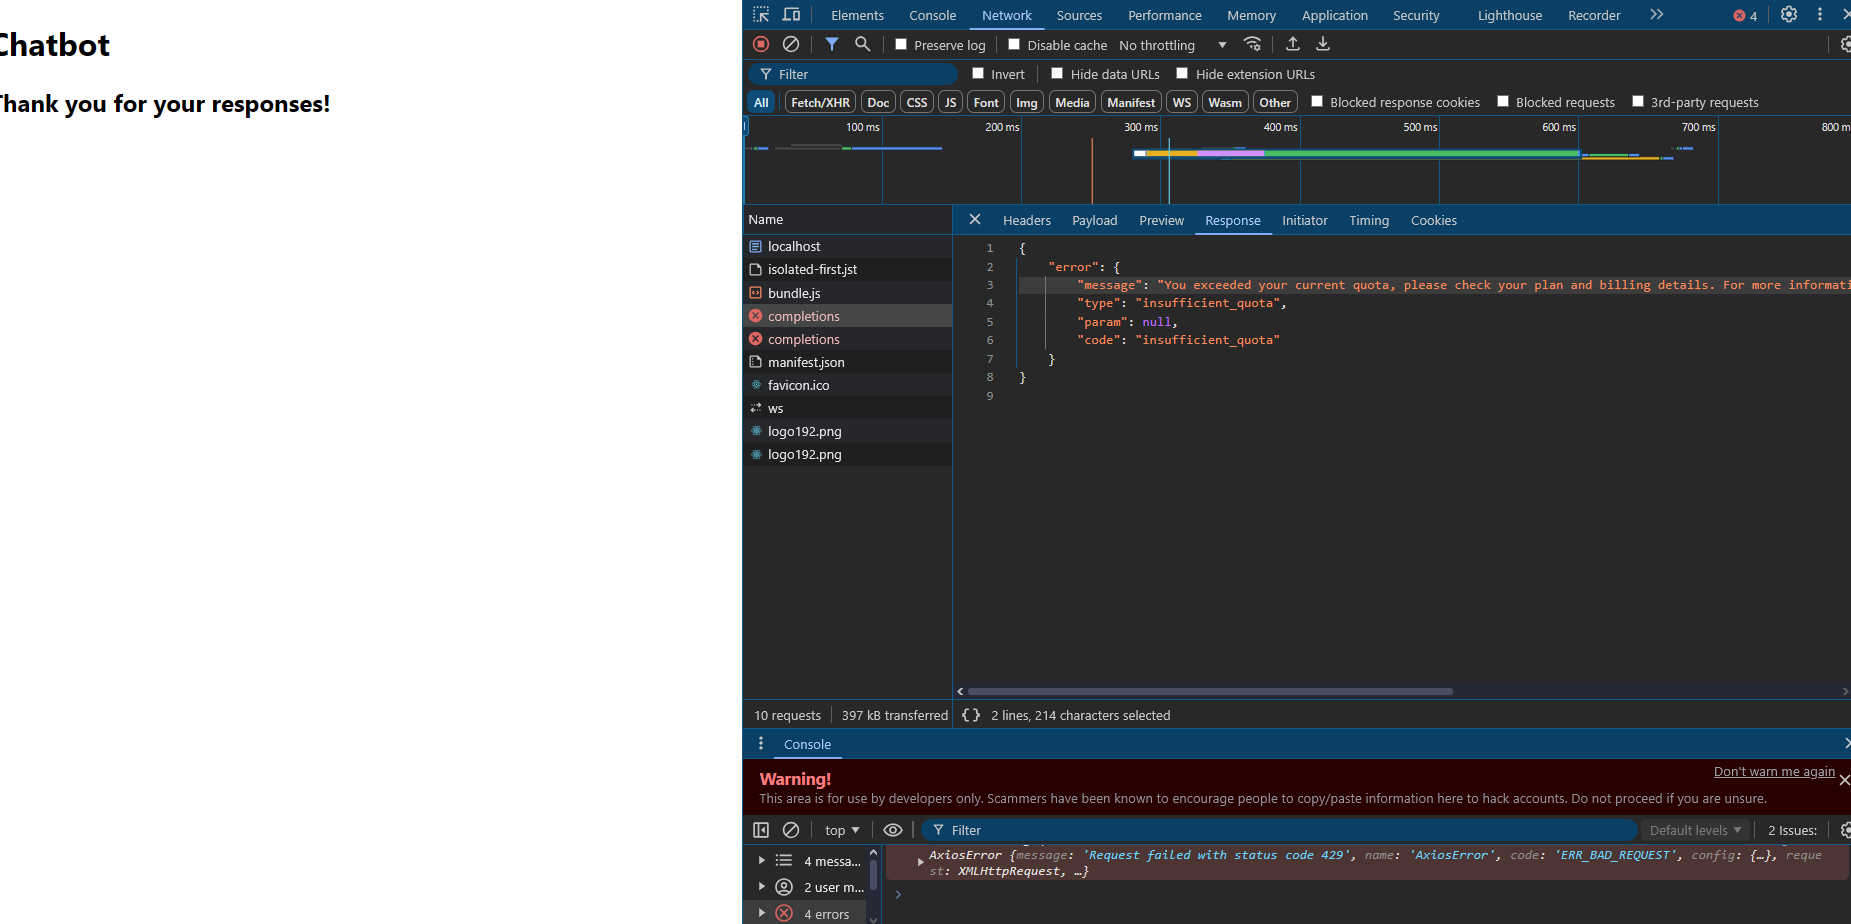 Chatbot
Thank you for your responses!
Elements Console Network Sources Performance Memory Application Security Lighthouse Recorder 4
Preserve log Disable cache No throttling
Filter Invert Hide data URLs Hide extension URLs
All Fetch/XHR Doc CSS JS Font Img Media Manifest WS Wasm Other Blocked response cookies Blocked requests 3rd-party requests
100 ms 200 ms 300 ms 400 ms 500 ms 600 ms 700 ms 800 m
Name
localhost
isolated-first.jst
bundle.js
completions
completions
manifest.json
favicon.ico
ws
logo192.png
logo192.png
Headers Payload Preview Response Initiator Timing Cookies
1 {
2 "error": {
3 "message": "You exceeded your current quota, please check your plan and billing details. For more informati
4 "type": "insufficient_quota",
5 "param": null,
6 "code": "insufficient_quota"
7 }
8 }
9
10 requests 397 kB transferred {} 2 lines, 214 characters selected
Console
Warning!
Don't warn me again
This area is for use by developers only. Scammers have been known to encourage people to copy/paste information here to hack accounts. Do not proceed if you are unsure.
top Filter Default levels 2 Issues:
4 messa...
2 user m...
4 errors
AxiosError {message: 'Request failed with status code 429', name: 'AxiosError', code: 'ERR_BAD_REQUEST', config: {…}, reque
st: XMLHttpRequest, …}